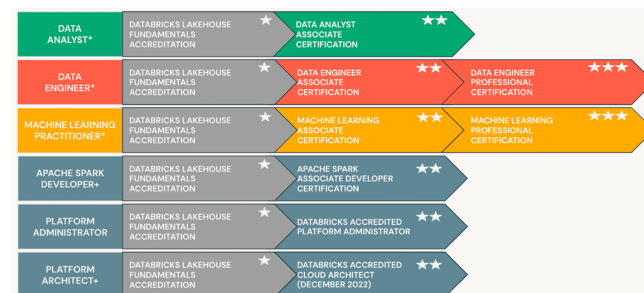 DATA
ANALYST*
DATABRICKS LAKEHOUSE
FUNDAMENTALS
ACCREDITATION
DATA ANALYST
ASSOCIATE
CERTIFICATION
DATA
ENGINEER*
DATABRICKS LAKEHOUSE
FUNDAMENTALS
ACCREDITATION
DATA ENGINEER
ASSOCIATE
CERTIFICATION
DATA ENGINEER
PROFESSIONAL
CERTIFICATION
MACHINE LEARNING
PRACTITIONER*
DATABRICKS LAKEHOUSE
FUNDAMENTALS
ACCREDITATION
MACHINE LEARNING
ASSOCIATE
CERTIFICATION
MACHINE LEARNING
PROFESSIONAL
CERTIFICATION
APACHE SPARK
DEVELOPER+
DATABRICKS LAKEHOUSE
FUNDAMENTALS
ACCREDITATION
APACHE SPARK
ASSOCIATE DEVELOPER
CERTIFICATION
PLATFORM
ADMINISTRATOR
DATABRICKS LAKEHOUSE
FUNDAMENTALS
ACCREDITATION
DATABRICKS ACCREDITED
PLATFORM ADMINISTRATOR
PLATFORM
ARCHITECT+
DATABRICKS LAKEHOUSE
FUNDAMENTALS
ACCREDITATION
DATABRICKS ACCREDITED
CLOUD ARCHITECT
(DECEMBER 2022)